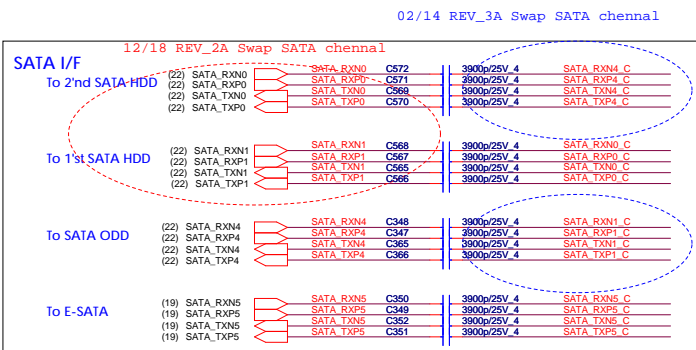 02/14 REV_3A Swap SATA chennal
12/18 REV_2A Swap SATA chennal
SATA I/F
To 2'nd SATA HDD
(22) SATA_RXN0 SATA_RXN0 C572 3900p/25V_4 SATA_RXN4_C
(22) SATA_RXP0 SATA_RXP0 C571 3900p/25V_4 SATA_RXP4_C
(22) SATA_TXN0 SATA_TXN0 C569 3900p/25V_4 SATA_TXN4_C
(22) SATA_TXP0 SATA_TXP0 C570 3900p/25V_4 SATA_TXP4_C
To 1'st SATA HDD
(22) SATA_RXN1 SATA_RXN1 C568 3900p/25V_4 SATA_RXN0_C
(22) SATA_RXP1 SATA_RXP1 C567 3900p/25V_4 SATA_RXP0_C
(22) SATA_TXN1 SATA_TXN1 C565 3900p/25V_4 SATA_TXN0_C
(22) SATA_TXP1 SATA_TXP1 C566 3900p/25V_4 SATA_TXP0_C
To SATA ODD
(22) SATA_RXN4 SATA_RXN4 C348 3900p/25V_4 SATA_RXN1_C
(22) SATA_RXP4 SATA_RXP4 C347 3900p/25V_4 SATA_RXP1_C
(22) SATA_TXN4 SATA_TXN4 C365 3900p/25V_4 SATA_TXN1_C
(22) SATA_TXP4 SATA_TXP4 C366 3900p/25V_4 SATA_TXP1_C
To E-SATA
(19) SATA_RXN5 SATA_RXN5 C350 3900p/25V_4 SATA_RXN5_C
(19) SATA_RXP5 SATA_RXP5 C349 3900p/25V_4 SATA_RXP5_C
(19) SATA_TXN5 SATA_TXN5 C352 3900p/25V_4 SATA_TXN5_C
(19) SATA_TXP5 SATA_TXP5 C351 3900p/25V_4 SATA_TXP5_C